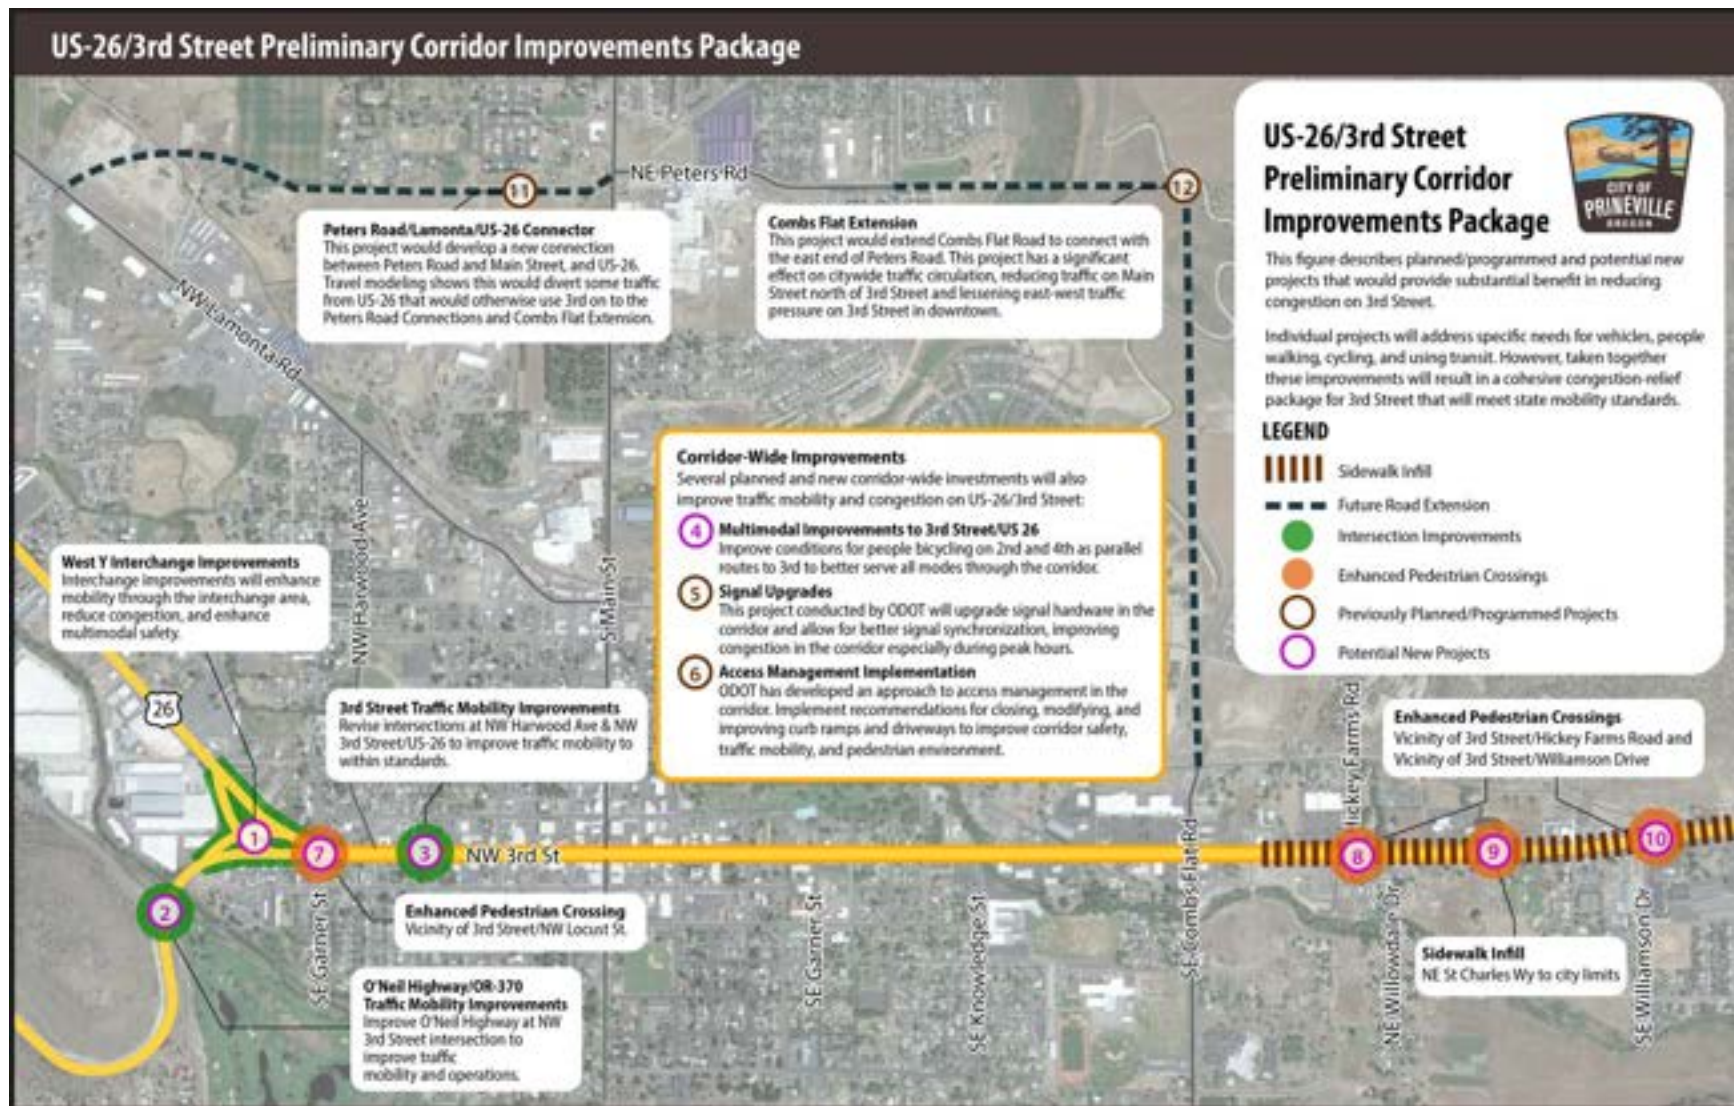 US-26/3rd Street Preliminary Corridor Improvements Package
US-26/3rd Street
Preliminary Corridor
Improvements Package
CITY OF
PRINEVILLE
OREGON
This figure describes planned/programmed and potential new
projects that would provide substantial benefit in reducing
congestion on 3rd Street.
Individual projects will address specific needs for vehicles, people
walking, cycling, and using transit. However, taken together
these improvements will result in a cohesive congestion-relief
package for 3rd Street that will meet state mobility standards.
LEGEND
Sidewalk Infill
Future Road Extension
Intersection Improvements
Enhanced Pedestrian Crossings
Previously Planned/Programmed Projects
Potential New Projects
11
NE Peters Rd
12
Peters Road/Lamonta/US-26 Connector
This project would develop a new connection
between Peters Road and Main Street, and US-26.
Travel modeling shows this would divert some traffic
from US-26 that would otherwise use 3rd on to the
Peters Road Connections and Combs Flat Extension.
Combs Flat Extension
This project would extend Combs Flat Road to connect with
the east end of Peters Road. This project has a significant
effect on citywide traffic circulation, reducing traffic on Main
Street north of 3rd Street and lessening east-west traffic
pressure on 3rd Street in downtown.
NW Lamonta Rd
NW Harwood Ave
S Main St
Corridor-Wide Improvements
Several planned and new corridor-wide investments will also
improve traffic mobility and congestion on US-26/3rd Street:
4 Multimodal Improvements to 3rd Street/US 26
Improve conditions for people bicycling on 2nd and 4th as parallel
routes to 3rd to better serve all modes through the corridor.
5 Signal Upgrades
This project conducted by ODOT will upgrade signal hardware in the
corridor and allow for better signal synchronization, improving
congestion in the corridor especially during peak hours.
6 Access Management Implementation
ODOT has developed an approach to access management in the
corridor. Implement recommendations for closing, modifying, and
improving curb ramps and driveways to improve corridor safety,
traffic mobility, and pedestrian environment.
West Y Interchange Improvements
Interchange improvements will enhance
mobility through the interchange area,
reduce congestion, and enhance
multimodal safety.
26
3rd Street Traffic Mobility Improvements
Revise intersections at NW Harwood Ave & NW
3rd Street/US-26 to improve traffic mobility to
within standards.
Hickey Farms Rd
Enhanced Pedestrian Crossings
Vicinity of 3rd Street/Hickey Farms Road and
Vicinity of 3rd Street/Williamson Drive
1
7
3
NW 3rd St
8
9
10
2
SE Garner St
Enhanced Pedestrian Crossing
Vicinity of 3rd Street/NW Locust St.
SE Garner St
SE Knowledge St
SE Combs Flat Rd
NE Willowdale Dr
Sidewalk Infill
NE St Charles Wy to city limits
SE Williamson Dr
O'Neil Highway/OR-370
Traffic Mobility Improvements
Improve O'Neil Highway at NW
3rd Street intersection to
improve traffic
mobility and operations.